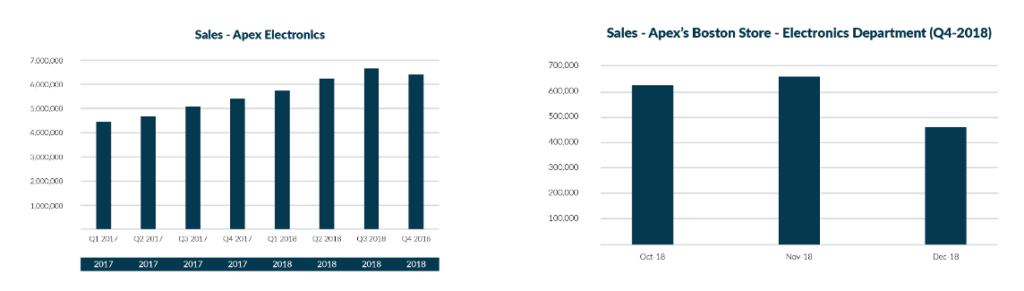 Sales - Apex Electronics
7,000,000
6,000,000
5,000,000
4,000,000
3,000,000
2,000,000
1,000,000
Q1 2017 Q2 2017 Q3 2017 Q4 2017 Q1 2018 Q2 2018 Q3 2018 Q4 2018
2017 2017 2017 2017 2018 2018 2018 2018
Sales - Apex's Boston Store - Electronics Department (Q4-2018)
700,000
600,000
500,000
400,000
300,000
200,000
100,000
Oct-18 Nov-18 Dec-18